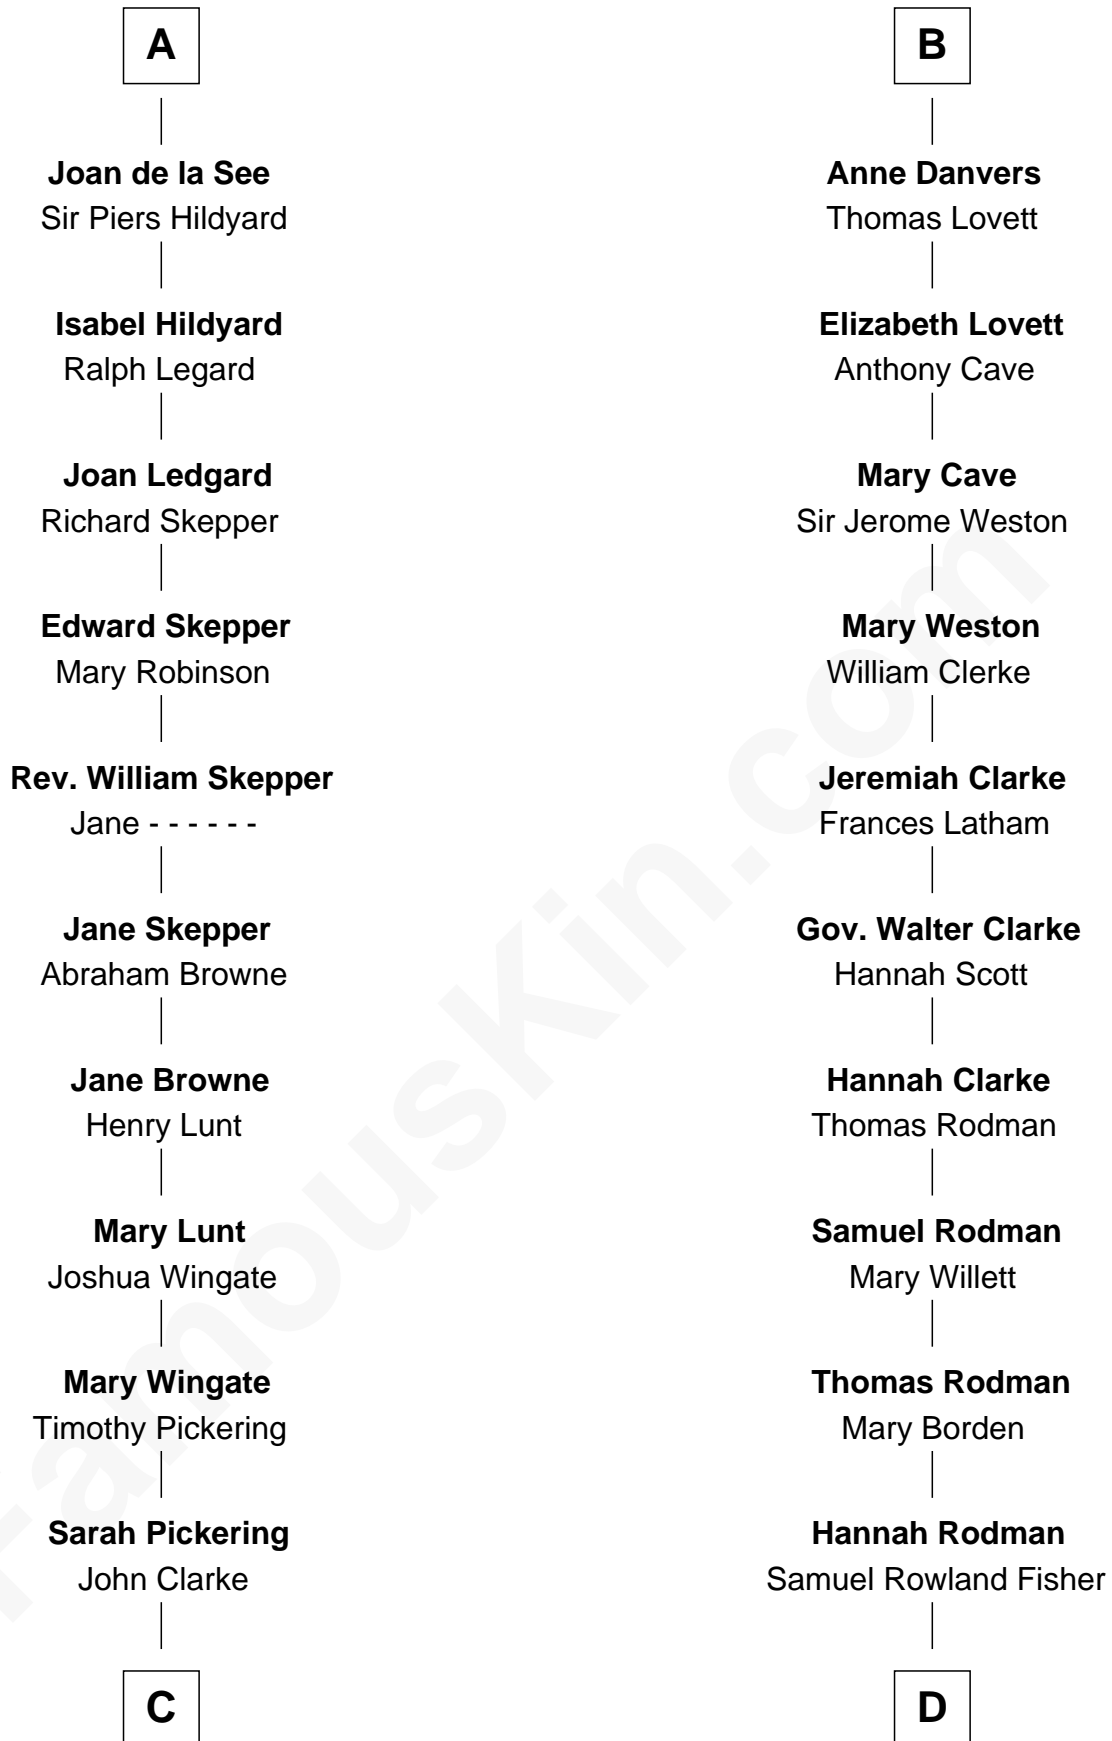 A
Joan de la See
Sir Piers Hildyard
Isabel Hildyard
Ralph Legard
Joan Ledgard
Richard Skepper
Edward Skepper
Mary Robinson
Rev. William Skepper
Jane - - - - - -
Jane Skepper
Abraham Browne
Jane Browne
Henry Lunt
Mary Lunt
Joshua Wingate
Mary Wingate
Timothy Pickering
Sarah Pickering
John Clarke
C
B
Anne Danvers
Thomas Lovett
Elizabeth Lovett
Anthony Cave
Mary Cave
Sir Jerome Weston
Mary Weston
William Clerke
Jeremiah Clarke
Frances Latham
Gov. Walter Clarke
Hannah Scott
Hannah Clarke
Thomas Rodman
Samuel Rodman
Mary Willett
Thomas Rodman
Mary Borden
Hannah Rodman
Samuel Rowland Fisher
D
FamousKin.com